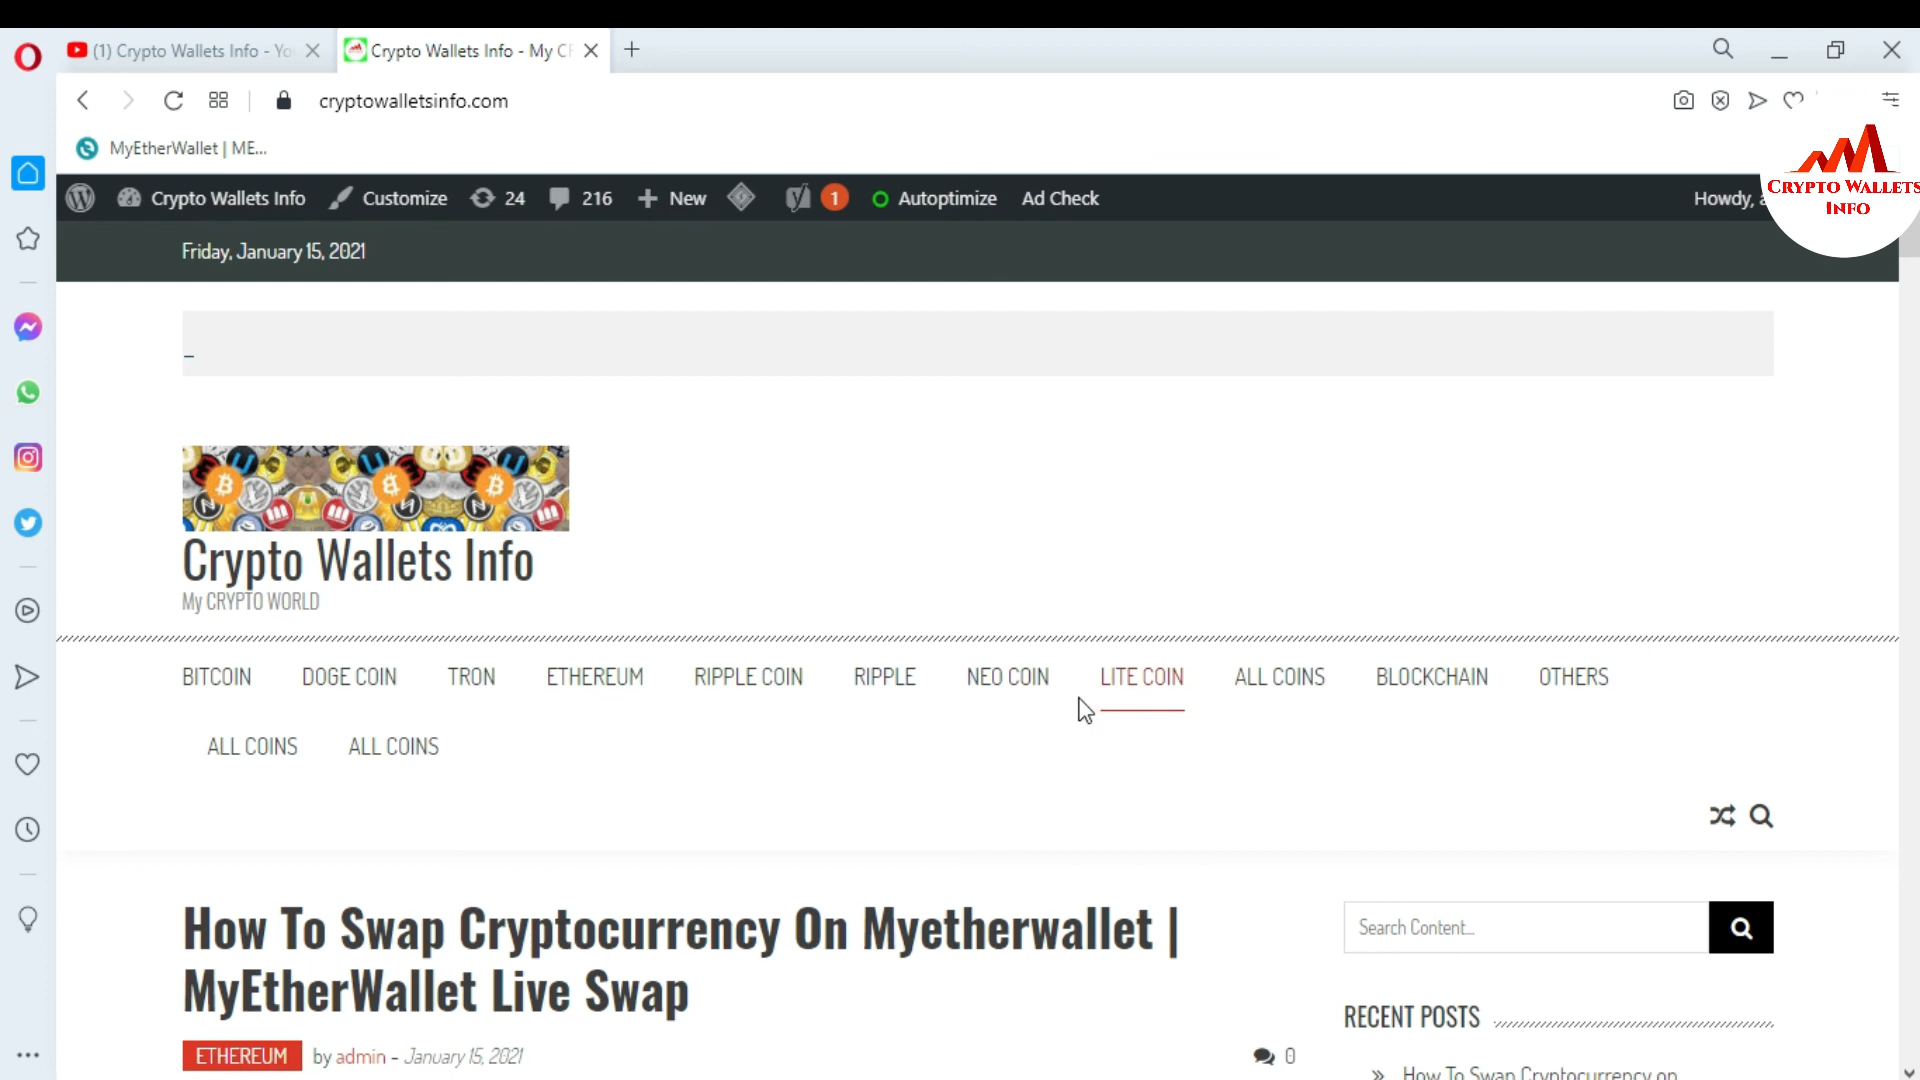 (1) Crypto Wallets Info - Yo
Crypto Wallets Info - My C
cryptowalletsinfo.com
MyEtherWallet | ME...
CRYPTO WALLETS
INFO
Crypto Wallets Info Customize 24 216 New 1 Autoptimize Ad Check Howdy,
Friday, January 15, 2021
Crypto Wallets Info
My CRYPTO WORLD
BITCOIN DOGE COIN TRON ETHEREUM RIPPLE COIN RIPPLE NEO COIN LITE COIN ALL COINS BLOCKCHAIN OTHERS
ALL COINS ALL COINS
How To Swap Cryptocurrency On Myetherwallet |
MyEtherWallet Live Swap
Search Content...
RECENT POSTS
ETHEREUM by admin - January 15, 2021 0
How To Swap Cryptocurrency on